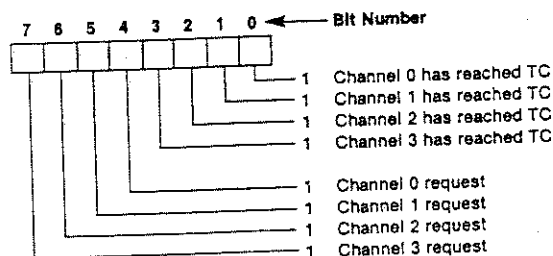 7 6 5 4 3 2 1 0 Bit Number
1 Channel 0 has reached TC
1 Channel 1 has reached TC
1 Channel 2 has reached TC
1 Channel 3 has reached TC
1 Channel 0 request
1 Channel 1 request
1 Channel 2 request
1 Channel 3 request